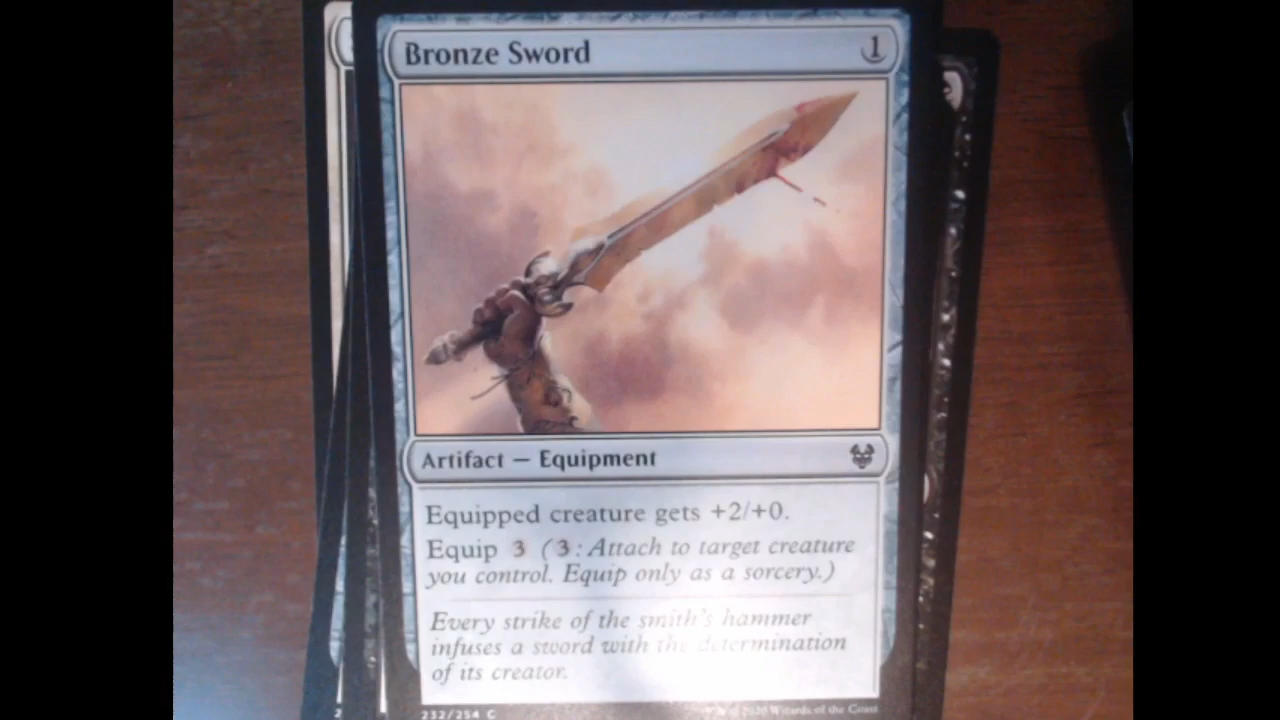 Bronze Sword 1
Artifact — Equipment
Equipped creature gets +2/+0.
Equip 3 (3: Attach to target creature
you control. Equip only as a sorcery.)
Every strike of the smith's hammer
infuses a sword with the determination
of its creator.
2 232/254 C 2020 Wizards of the Coast